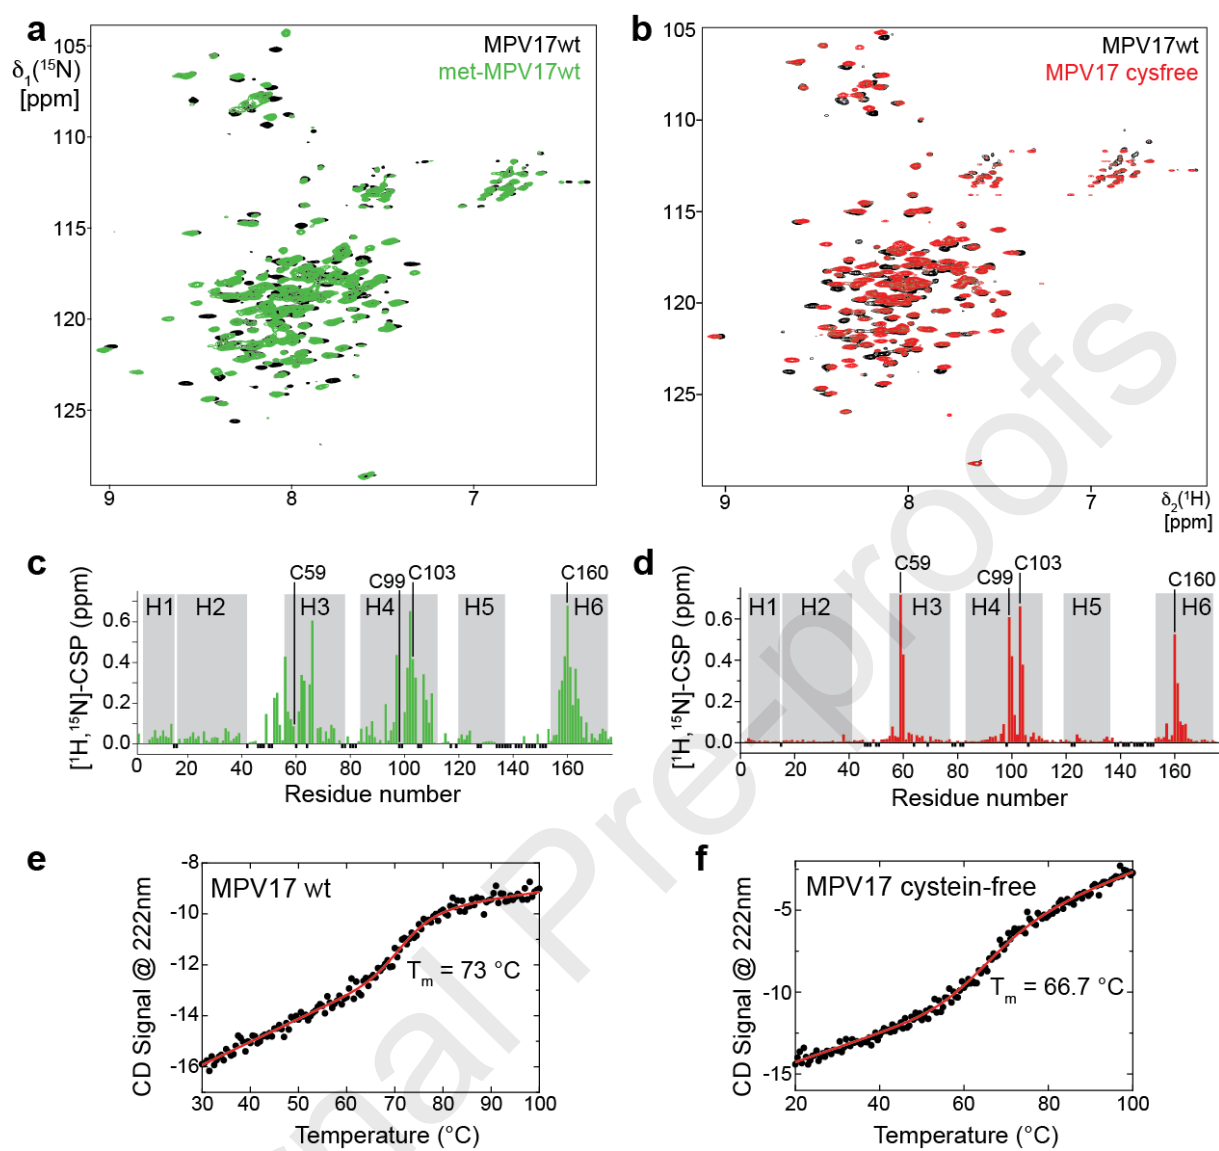 a
MPV17wt
met-MPV17wt
δ1(15N)
[ppm]
105
110
115
120
125
9
8
7
b
MPV17wt
MPV17 cysfree
105
110
115
120
125
9
8
7
δ2(1H)
[ppm]
c
[1H,15N]-CSP (ppm)
C59
C99
C103
C160
H1
H2
H3
H4
H5
H6
0.6
0.4
0.2
0.0
0 20 40 60 80 100 120 140 160
Residue number
d
[1H,15N]-CSP (ppm)
C59
C99
C103
C160
H1
H2
H3
H4
H5
H6
0.6
0.4
0.2
0.0
0 20 40 60 80 100 120 140 160
Residue number
e
CD Signal @ 222nm
MPV17 wt
Tm = 73 °C
-8
-10
-12
-14
-16
30 40 50 60 70 80 90 100
Temperature (°C)
f
CD Signal @ 222nm
MPV17 cystein-free
Tm = 66.7 °C
-5
-10
-15
20 40 60 80 100
Temperature (°C)
nal Pre-proofs